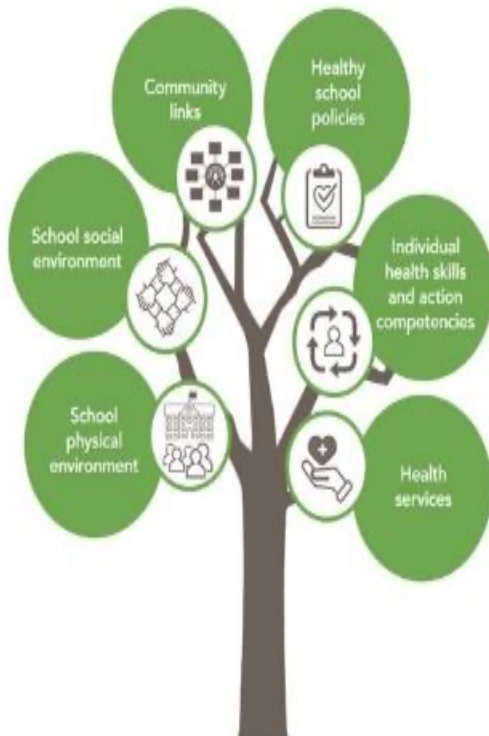 Community
links
Healthy
school
policies
School social
environment
Individual
health skills
and action
competencies
School
physical
environment
Health
services